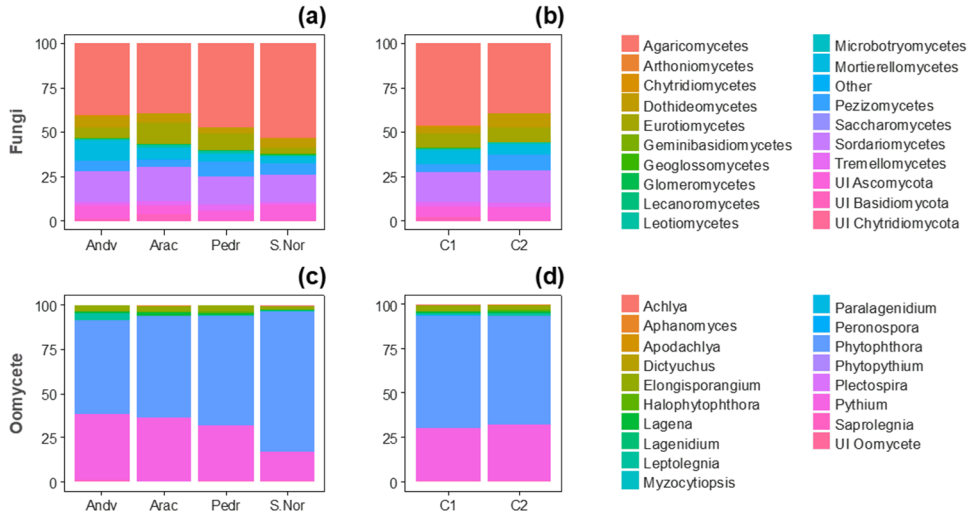 (a)
(b)
Fungi
100
75
50
25
0
Andv Arac Pedr S.Nor
100
75
50
25
0
C1 C2
Agaricomycetes
Arthoniomycetes
Chytridiomycetes
Dothideomycetes
Eurotiomycetes
Geminibasidiomycetes
Geoglossomycetes
Glomeromycetes
Lecanoromycetes
Leotiomycetes
Microbotryomycetes
Mortierellomycetes
Other
Pezizomycetes
Saccharomycetes
Sordariomycetes
Tremellomycetes
UI Ascomycota
UI Basidiomycota
UI Chytridiomycota
(c)
(d)
Oomycete
100
75
50
25
0
Andv Arac Pedr S.Nor
100
75
50
25
0
C1 C2
Achlya
Aphanomyces
Apodachlya
Dictyuchus
Elongisporangium
Halophytophthora
Lagena
Lagenidium
Leptolegnia
Myzocytiopsis
Paralagenidium
Peronospora
Phytophthora
Phytopythium
Plectospira
Pythium
Saprolegnia
UI Oomycete